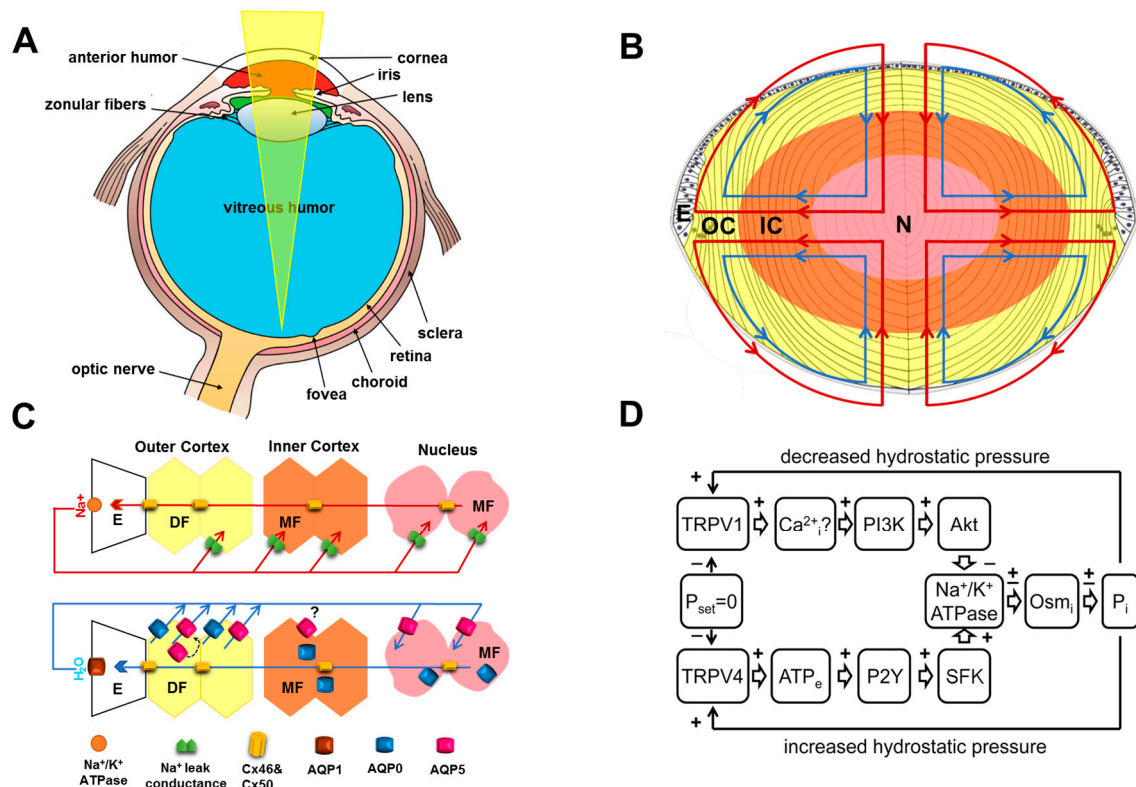 A
anterior humor
cornea
iris
zonular fibers
lens
vitreous humor
sclera
retina
optic nerve
choroid
fovea
B
E
OC
IC
N
C
Outer Cortex
Inner Cortex
Nucleus
Na+
E
DF
MF
MF
H₂O
E
DF
?
MF
MF
Na⁺/K⁺
ATPase
Na⁺ leak
conductance
Cx46&
Cx50
AQP1
AQP0
AQP5
D
decreased hydrostatic pressure
+
TRPV1
+
Ca²⁺ᵢ?
+
PI3K
+
Akt
−
−
Pset=0
Na⁺/K⁺
ATPase
±
Osmᵢ
±
Pᵢ
−
+
TRPV4
+
ATPₑ
+
P2Y
+
SFK
+
increased hydrostatic pressure